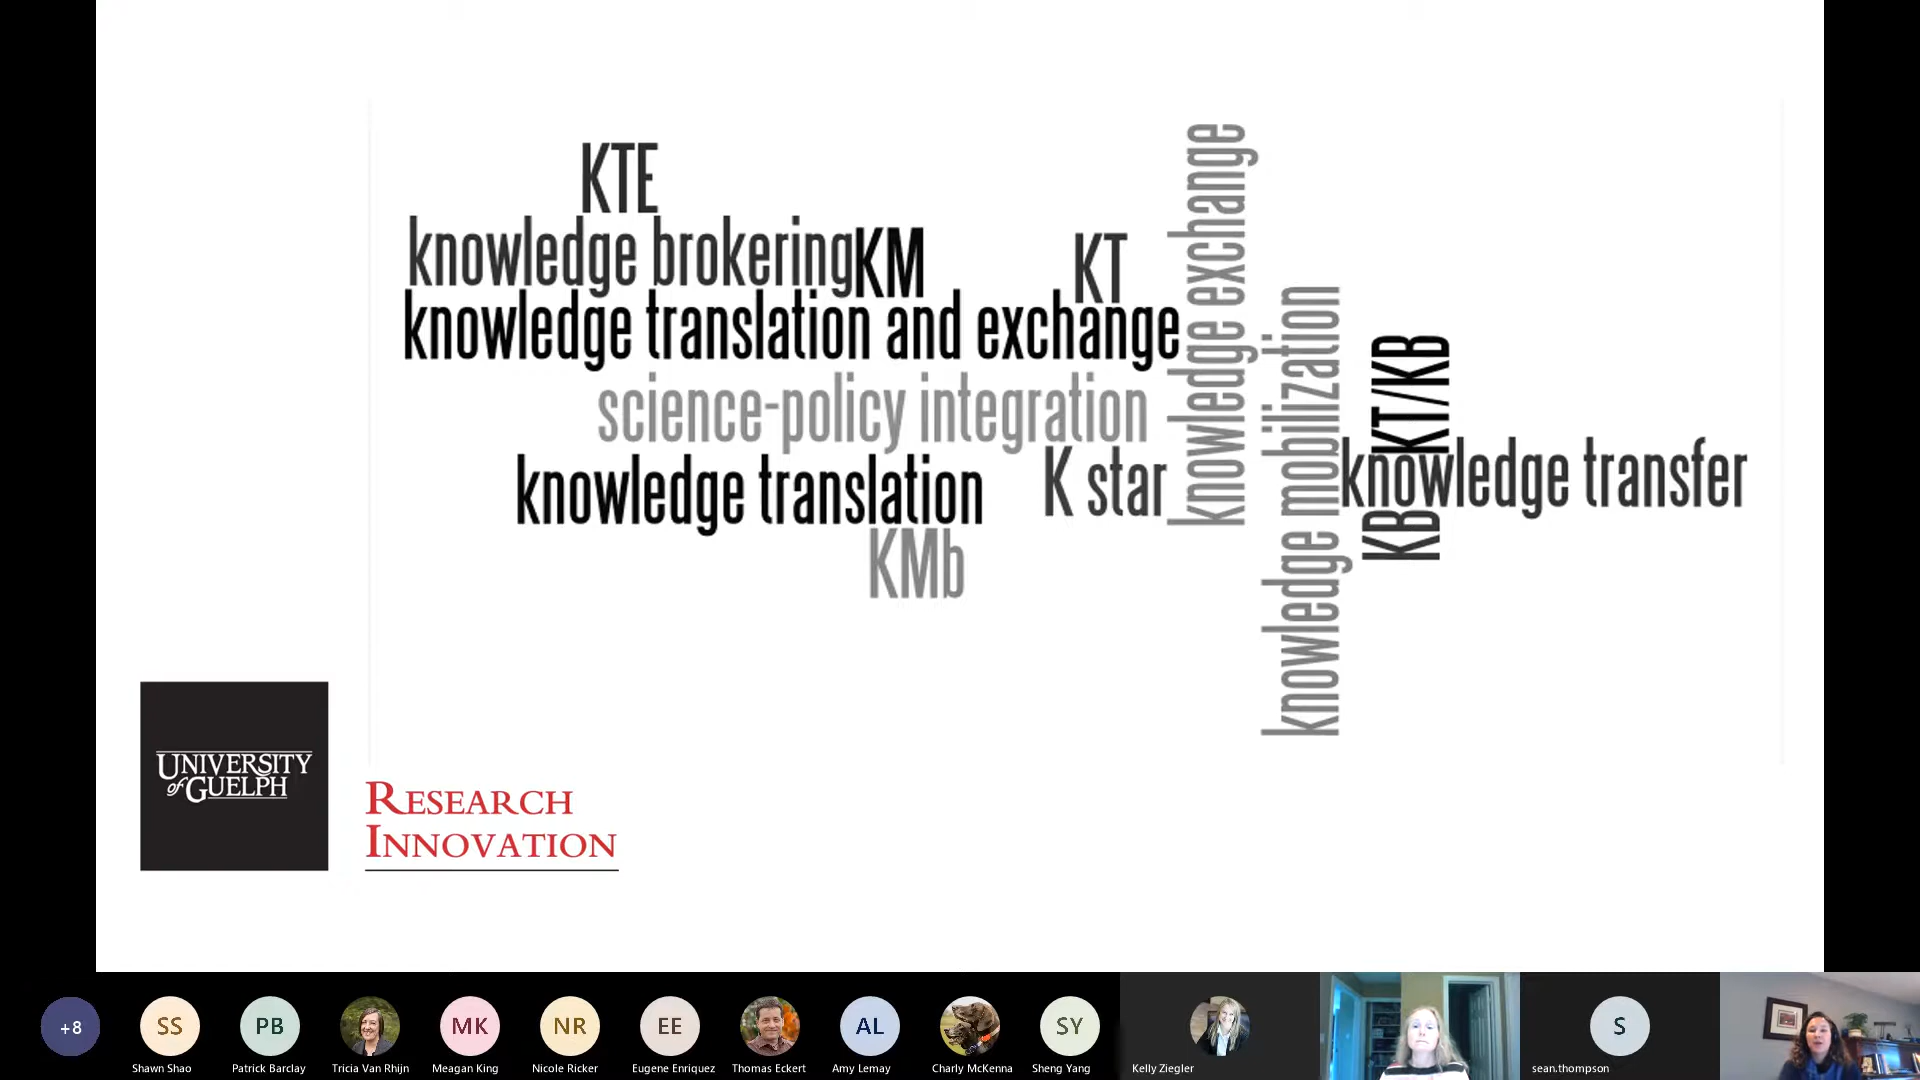 KTE
knowledge brokering
KM
KT
knowledge translation and exchange
science-policy integration
knowledge translation
K star
KMb
knowledge exchange
knowledge mobilization
KT/KB
KB
knowledge transfer
UNIVERSITY
of GUELPH
RESEARCH
INNOVATION
+8
SS
PB
MK
NR
EE
AL
SY
S
Shawn Shao
Patrick Barclay
Tricia Van Rhijn
Meagan King
Nicole Ricker
Eugene Enriquez
Thomas Eckert
Amy Lemay
Charly McKenna
Sheng Yang
Kelly Ziegler
sean.thompson